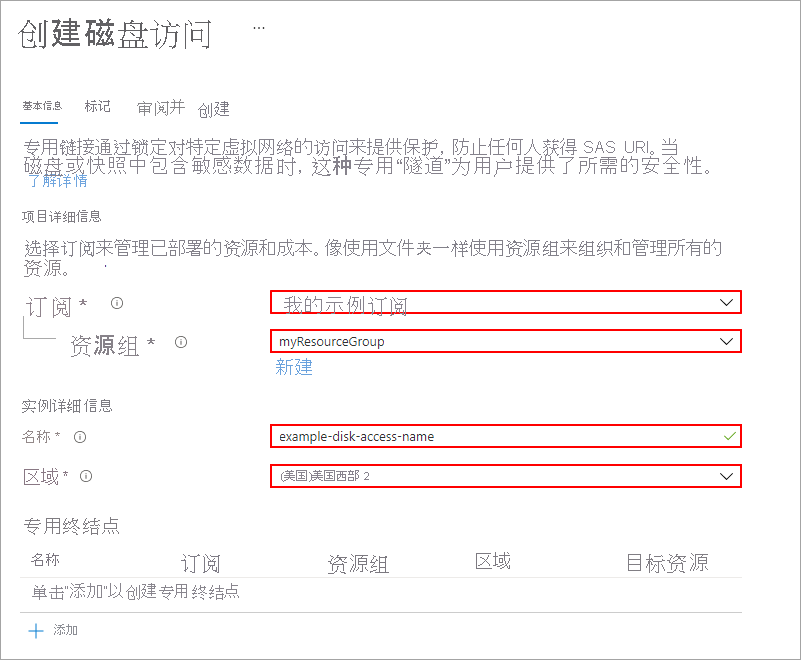 创建磁盘访问 ...
基本信息 标记 审阅并 创建
专用链接通过锁定对特定虚拟网络的访问来提供保护, 防止任何人获得 SAS URI。当
磁盘或快照中包含敏感数据时, 这种专用“隧道”为用户提供了所需的安全性。
了解详情
项目详细信息
选择订阅来管理已部署的资源和成本。像使用文件夹一样使用资源组来组织和管理所有的
资源。
订阅 * 我的示例订阅
资源组 * myResourceGroup
新建
实例详细信息
名称 * example-disk-access-name
区域 * (美国)美国西部 2
专用终结点
名称 订阅 资源组 区域 目标资源
单击"添加"以创建专用终结点
+ 添加